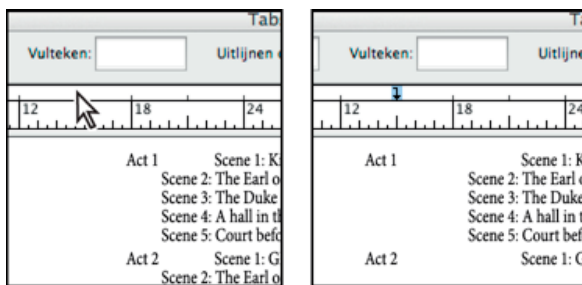 Tab
Vulteken: Uitlijnen
12 18 24
Act 1 Scene 1: K
Scene 2: The Earl o
Scene 3: The Duke
Scene 4: A hall in th
Scene 5: Court befo
Act 2 Scene 1: G
Scene 2: The Earl o
Ta
Vulteken: Uitlijne
12 18 24
Act 1 Scene 1: K
Scene 2: The Earl o
Scene 3: The Duke
Scene 4: A hall in t
Scene 5: Court bef
Act 2 Scene 1: G